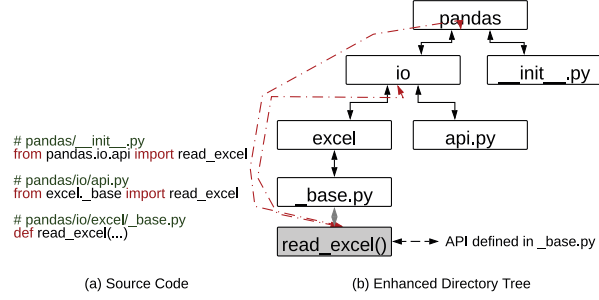 pandas
io
__init__.py
excel
api.py
# pandas/__init__.py
from pandas.io.api import read_excel
# pandas/io/api.py
from excel._base import read_excel
_base.py
# pandas/io/excel/_base.py
def read_excel(...)
read_excel()
API defined in _base.py
(a) Source Code
(b) Enhanced Directory Tree